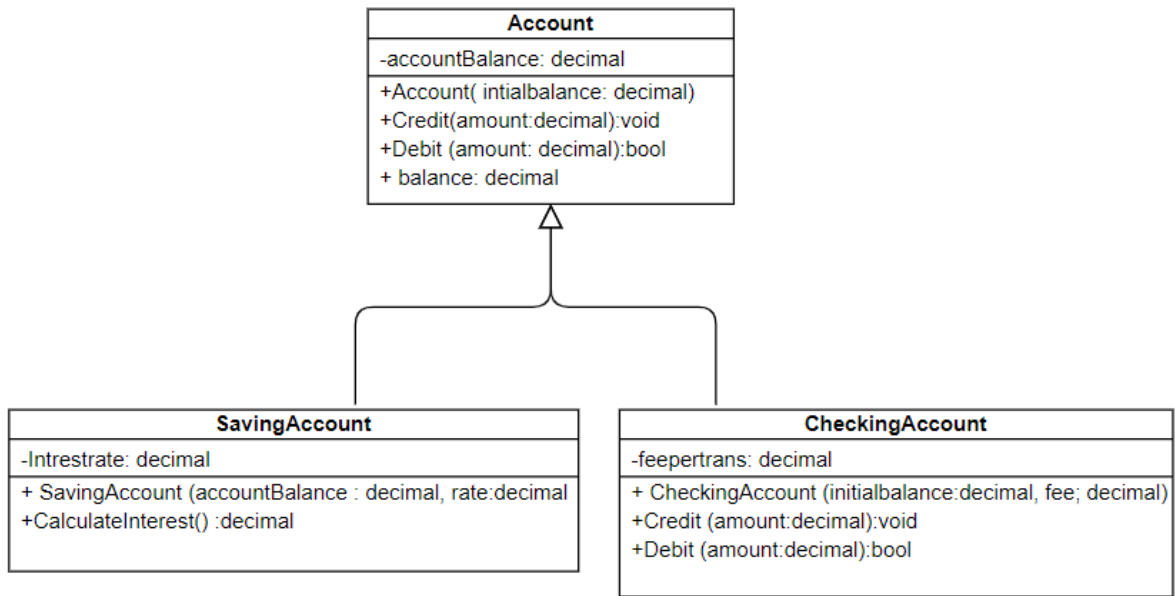 Account
-accountBalance: decimal
+Account( intialbalance: decimal)
+Credit(amount:decimal):void
+Debit (amount: decimal):bool
+ balance: decimal
SavingAccount
-Intrestrate: decimal
+ SavingAccount (accountBalance : decimal, rate:decimal
+CalculateInterest() :decimal
CheckingAccount
-feepertrans: decimal
+ CheckingAccount (initialbalance:decimal, fee; decimal)
+Credit (amount:decimal):void
+Debit (amount:decimal):bool